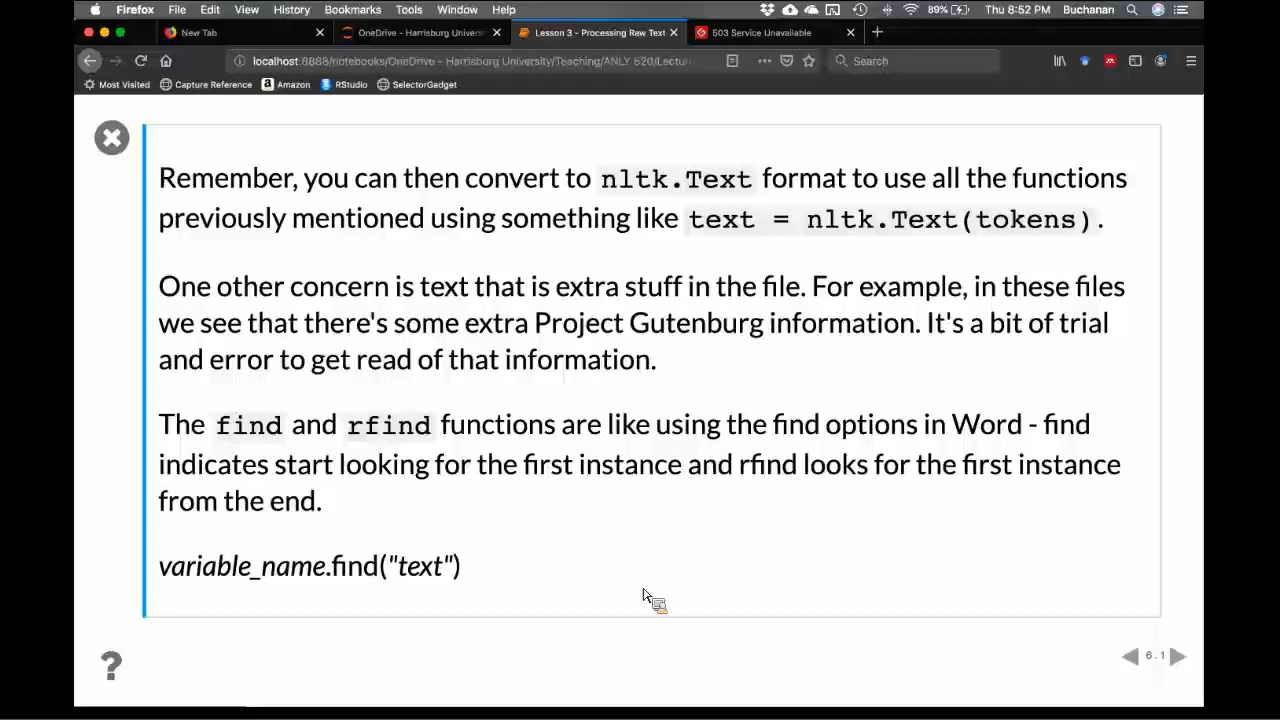 Firefox File Edit View History Bookmarks Tools Window Help 89% Thu 8:52 PM Buchanan
New Tab OneDrive - Harrisburg Univers Lesson 3 - Processing Raw Text 503 Service Unavailable
localhost:8888/notebooks/OneDrive - Harrisburg University/Teaching/ANLY 520/Lectur Search
Most Visited Capture Reference Amazon RStudio SelectorGadget
Remember, you can then convert to nltk.Text format to use all the functions
previously mentioned using something like text = nltk.Text(tokens).
One other concern is text that is extra stuff in the file. For example, in these files
we see that there's some extra Project Gutenburg information. It's a bit of trial
and error to get read of that information.
The find and rfind functions are like using the find options in Word - find
indicates start looking for the first instance and rfind looks for the first instance
from the end.
variable_name.find("text")
6.1